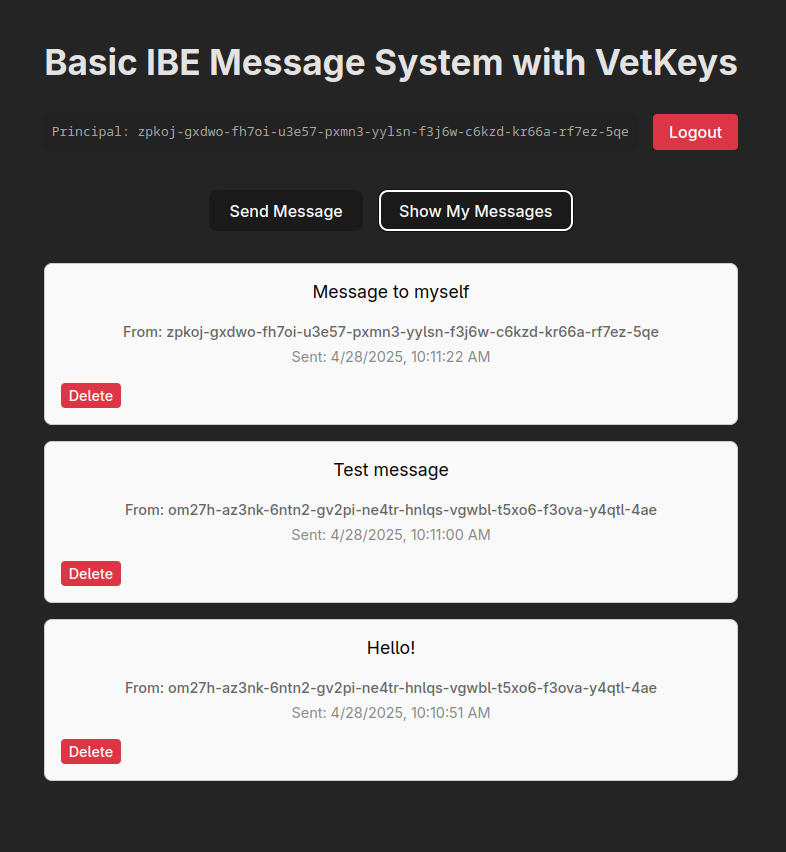 Basic IBE Message System with VetKeys
Principal: zpkoj-gxdwo-fh7oi-u3e57-pxmn3-yylsn-f3j6w-c6kzd-kr66a-rf7ez-5qe
Logout
Send Message
Show My Messages
Message to myself
From: zpkoj-gxdwo-fh7oi-u3e57-pxmn3-yylsn-f3j6w-c6kzd-kr66a-rf7ez-5qe
Sent: 4/28/2025, 10:11:22 AM
Delete
Test message
From: om27h-az3nk-6ntn2-gv2pi-ne4tr-hnlqs-vgwbl-t5xo6-f3ova-y4qtl-4ae
Sent: 4/28/2025, 10:11:00 AM
Delete
Hello!
From: om27h-az3nk-6ntn2-gv2pi-ne4tr-hnlqs-vgwbl-t5xo6-f3ova-y4qtl-4ae
Sent: 4/28/2025, 10:10:51 AM
Delete